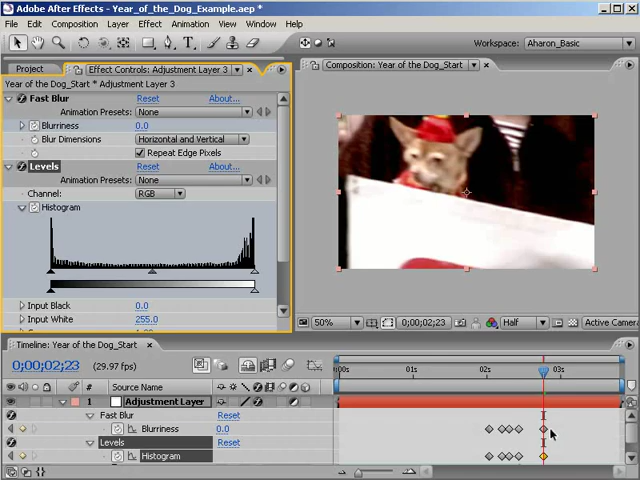 Adobe After Effects - Year_of_the_Dog_Example.aep *
File Edit Composition Layer Effect Animation View Window Help
Workspace: Aharon_Basic
Project Effect Controls: Adjustment Layer 3
Composition: Year of the Dog_Start
Year of the Dog_Start * Adjustment Layer 3
Fast Blur Reset About...
Animation Presets: None
Blurriness 0.0
Blur Dimensions Horizontal and Vertical
Repeat Edge Pixels
Levels Reset About...
Animation Presets: None
Channel: RGB
Histogram
Input Black 0.0
Input White 255.0
50% 0;00;02;23 Half Active Camera
Timeline: Year of the Dog_Start
0;00;02;23 (29.97 fps)
:00s 01s 02s 03s
# Source Name
1 Adjustment Layer
Fast Blur Reset
Blurriness 0.0
Levels Reset
Histogram